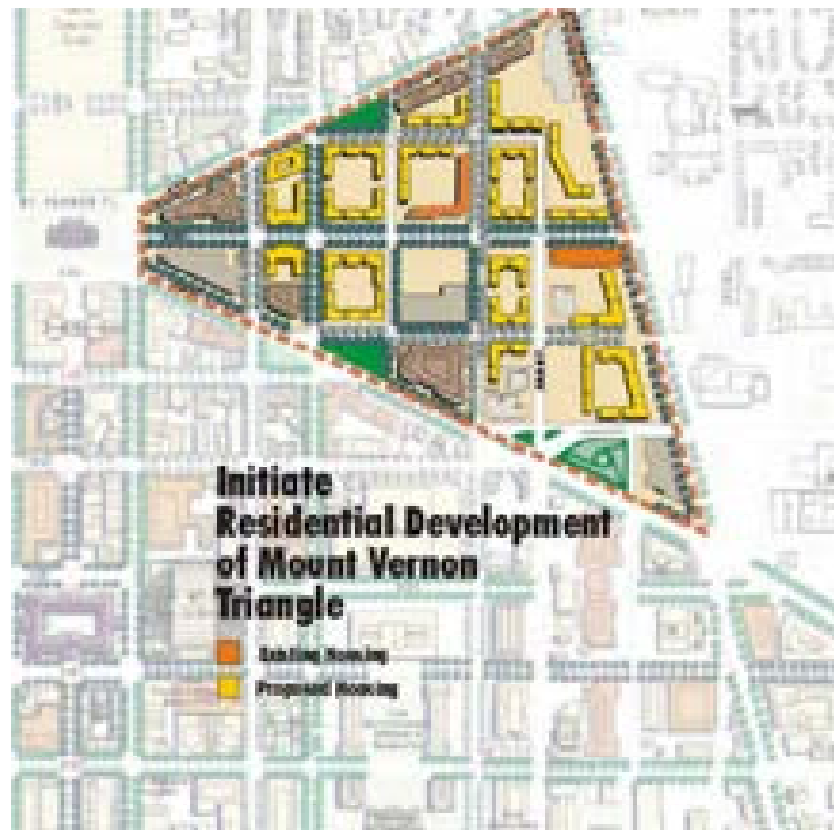 Initiate
Residential Development
of Mount Vernon
Triangle
Existing Housing
Proposed Housing